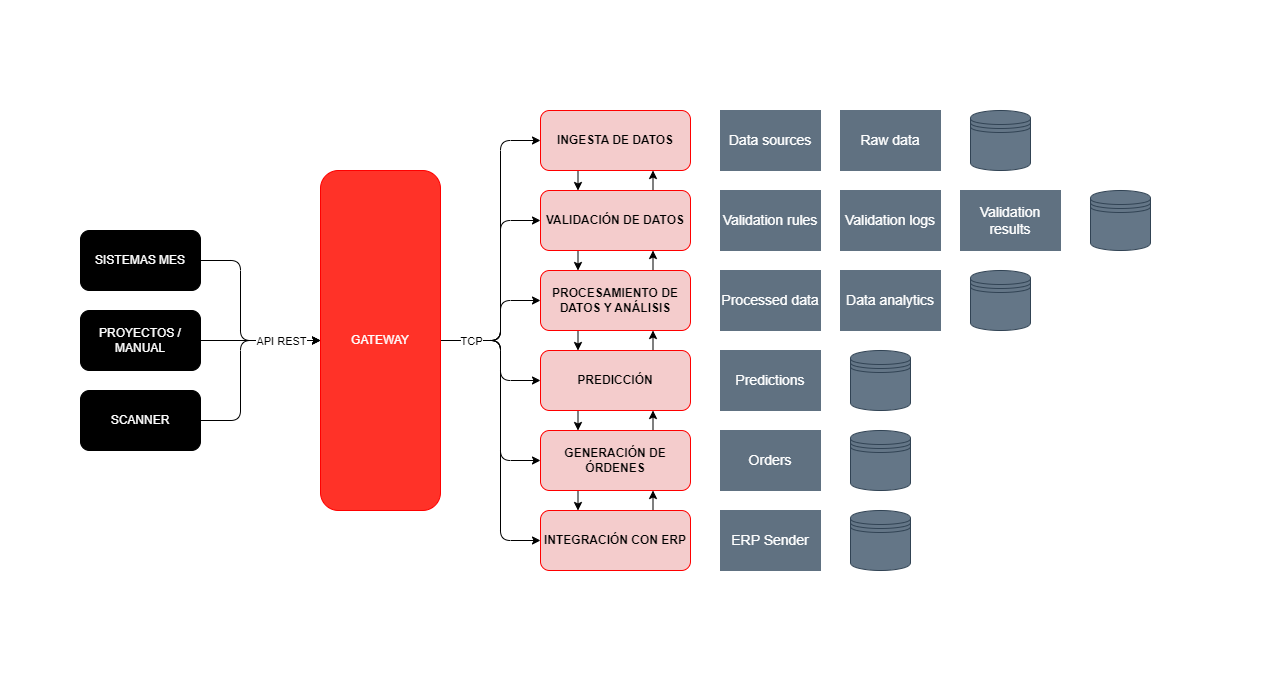 INGESTA DE DATOS
Data sources
Raw data
VALIDACIÓN DE DATOS
Validation rules
Validation logs
Validation
results
SISTEMAS MES
PROCESAMIENTO DE
DATOS Y ANÁLISIS
Processed data
Data analytics
PROYECTOS /
MANUAL
API REST
GATEWAY
TCP
PREDICCIÓN
Predictions
SCANNER
GENERACIÓN DE
ÓRDENES
Orders
INTEGRACIÓN CON ERP
ERP Sender